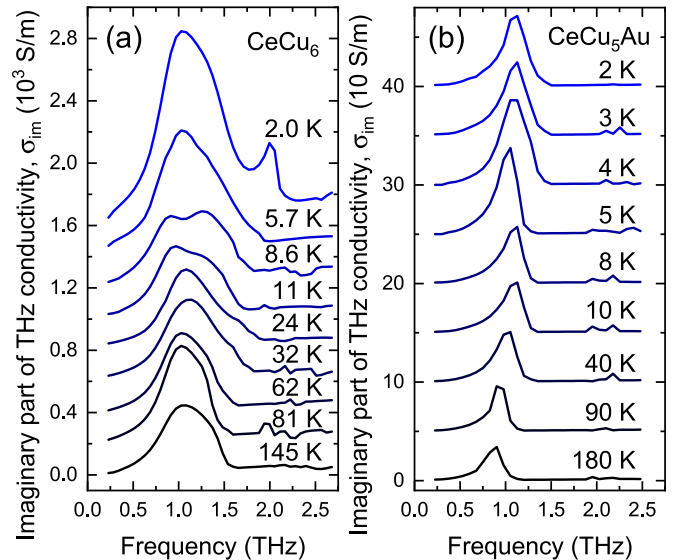 Imaginary part of THz conductivity, σim (10³ S/m)
2.8
2.4
2.0
1.6
1.2
0.8
0.4
0.0
(a)
CeCu₆
2.0 K
5.7 K
8.6 K
11 K
24 K
32 K
62 K
81 K
145 K
0.0 0.5 1.0 1.5 2.0 2.5
Frequency (THz)
Imaginary part of THz conductivity, σim (10 S/m)
40
30
20
10
0
(b)
CeCu₅Au
2 K
3 K
4 K
5 K
8 K
10 K
40 K
90 K
180 K
0.0 0.5 1.0 1.5 2.0 2.5
Frequency (THz)